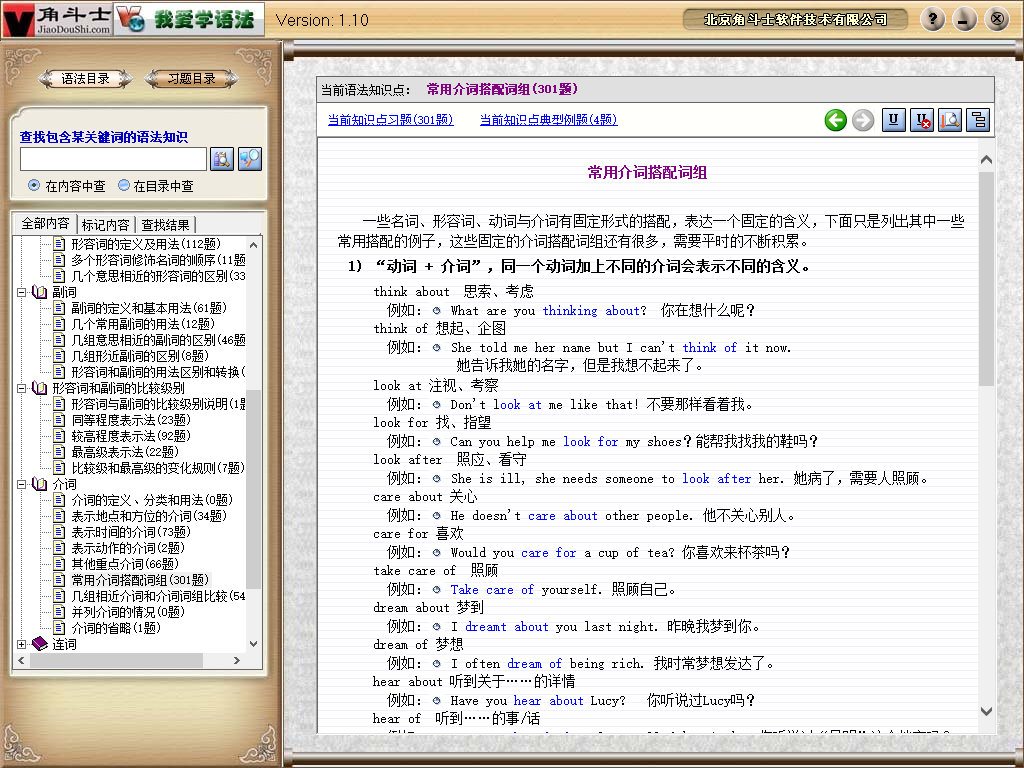 角斗士
JiaoDouShi.com
我爱学语法
Version: 1.10
北京角斗士软件技术有限公司
语法目录
习题目录
查找包含某关键词的语法知识
在内容中查
在目录中查
全部内容
标记内容
查找结果
形容词的定义及用法(112题)
多个形容词修饰名词的顺序(11题
几个意思相近的形容词的区别(33
副词
副词的定义和基本用法(61题)
几个常用副词的用法(12题)
几组意思相近的副词的区别(46题
几组形近副词的区别(8题)
形容词和副词的用法区别和转换(
形容词和副词的比较级别
形容词与副词的比较级别说明(1题
同等程度表示法(23题)
较高程度表示法(92题)
最高级表示法(22题)
比较级和最高级的变化规则(7题)
介词
介词的定义、分类和用法(0题)
表示地点和方位的介词(34题)
表示时间的介词(73题)
表示动作的介词(2题)
其他重点介词(66题)
常用介词搭配词组(301题)
几组相近介词和介词词组比较(54
并列介词的情况(0题)
介词的省略(1题)
连词
当前语法知识点： 常用介词搭配词组(301题)
当前知识点习题(301题)
当前知识点典型例题(4题)
常用介词搭配词组
一些名词、形容词、动词与介词有固定形式的搭配，表达一个固定的含义，下面只是列出其中一些
常用搭配的例子，这些固定的介词搭配词组还有很多，需要平时的不断积累。
1) “动词 + 介词”，同一个动词加上不同的介词会表示不同的含义。
think about 思索、考虑
例如： What are you thinking about? 你在想什么呢？
think of 想起、企图
例如： She told me her name but I can't think of it now.
她告诉我她的名字，但是我想不起来了。
look at 注视、考察
例如： Don't look at me like that! 不要那样看着我。
look for 找、指望
例如： Can you help me look for my shoes? 能帮我找我的鞋吗？
look after 照应、看守
例如： She is ill, she needs someone to look after her. 她病了，需要人照顾。
care about 关心
例如： He doesn't care about other people. 他不关心别人。
care for 喜欢
例如： Would you care for a cup of tea? 你喜欢来杯茶吗？
take care of 照顾
例如： Take care of yourself. 照顾自己。
dream about 梦到
例如： I dreamt about you last night. 昨晚我梦到你。
dream of 梦想
例如： I often dream of being rich. 我时常梦想发达了。
hear about 听到关于……的详情
例如： Have you hear about Lucy? 你听说过Lucy吗？
hear of 听到……的事/话